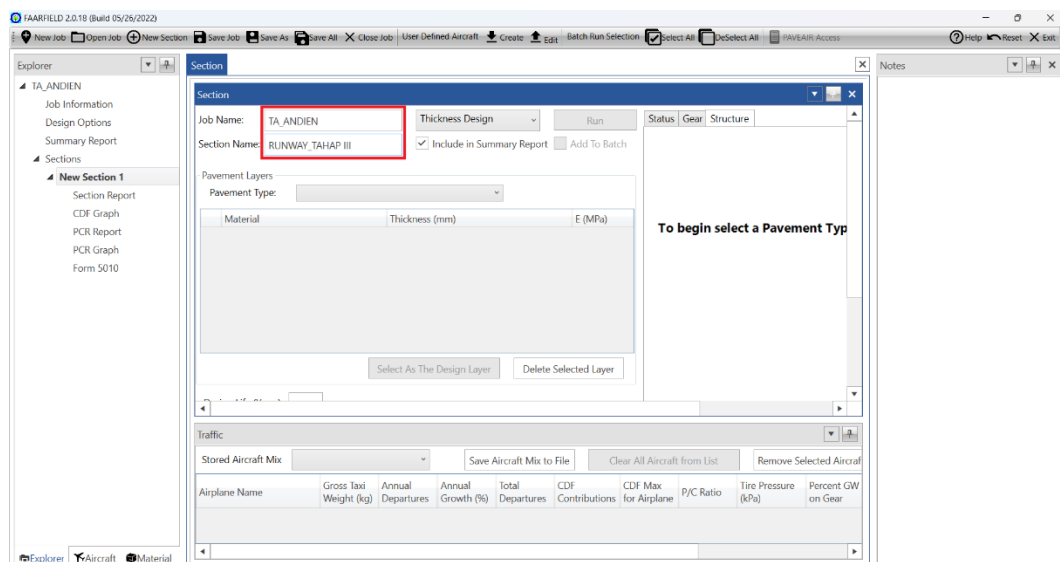 FAARFIELD 2.0.18 (Build 05/26/2022)
New Job Open Job New Section Save Job Save As Save All Close Job User Defined Aircraft Create Edit Batch Run Selection Select All DeSelect All PAVEAIR Access Help Reset Exit
Explorer
TA_ANDIEN
Job Information
Design Options
Summary Report
Sections
New Section 1
Section Report
CDF Graph
PCR Report
PCR Graph
Form 5010
Explorer Aircraft Material
Section
Section
Job Name: TA_ANDIEN Thickness Design Run
Section Name: RUNWAY_TAHAP III Include in Summary Report Add To Batch
Pavement Layers
Pavement Type:
Material Thickness (mm) E (MPa)
Select As The Design Layer Delete Selected Layer
Status Gear Structure
To begin select a Pavement Typ
Traffic
Stored Aircraft Mix Save Aircraft Mix to File Clear All Aircraft from List Remove Selected Aircraf
Airplane Name Gross Taxi Weight (kg) Annual Departures Annual Growth (%) Total Departures CDF Contributions CDF Max for Airplane P/C Ratio Tire Pressure (kPa) Percent GW on Gear
Notes